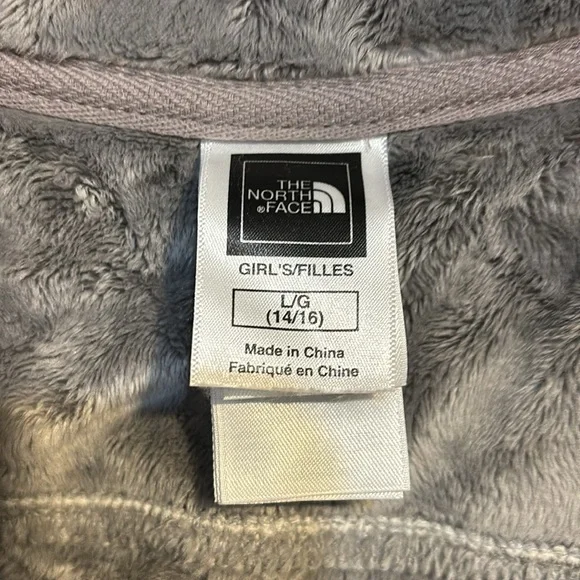 THE
NORTH
®FACE
GIRL'S/FILLES
L/G
(14/16)
Made in China
Fabriqué en Chine